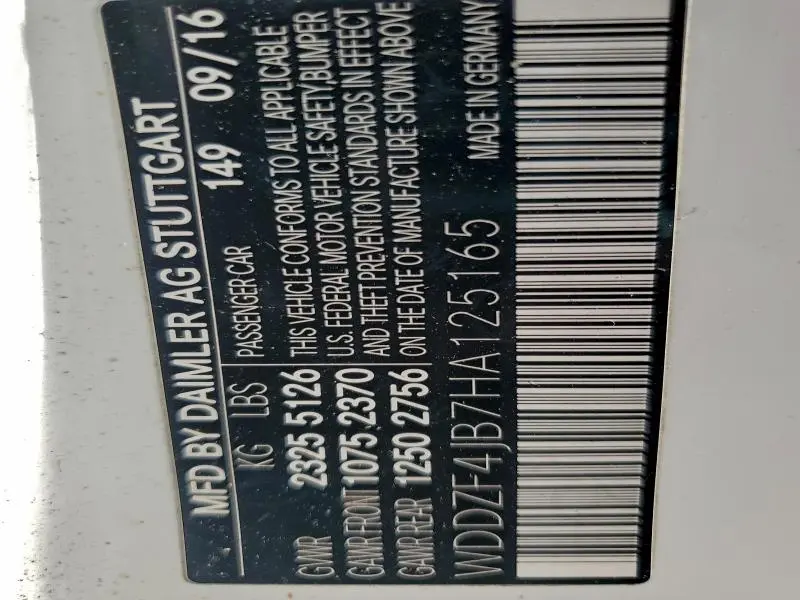 MFD BY DAIMLER AG STUTTGART
149 09/16
KG LBS PASSENGER CAR
GWR 2325 5126 THIS VEHICLE CONFORMS TO ALL APPLICABLE
GAWR FRONT 1075 2370 U.S. FEDERAL MOTOR VEHICLE SAFETY/BUMPER
AND THEFT PREVENTION STANDARDS IN EFFECT
GAWR REAR 1250 2756 ON THE DATE OF MANUFACTURE SHOWN ABOVE
WDDZF4JB7HA125165 MADE IN GERMANY